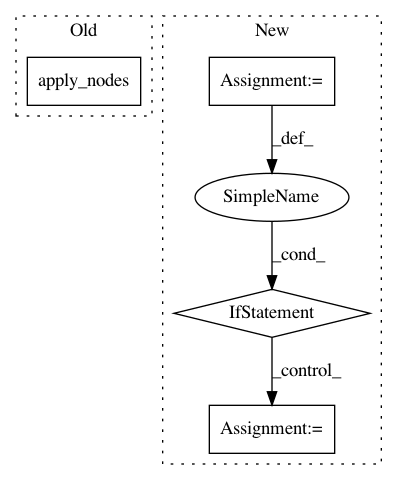 Old
New
apply_nodes
Assignment:=
_def_
SimpleName
_cond_
IfStatement
_control_
Assignment:=